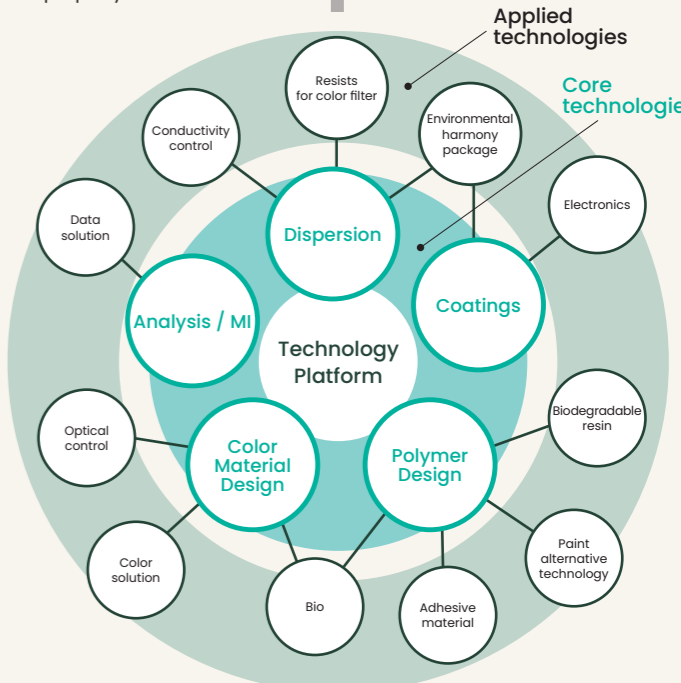 Applied
technologies
Core
Resists
for color filter
Environmental
harmony
package
Conductivity
control
Electronics
Data
solution
Dispersion
Coatings
Analysis / MI
Technology
Platform
Optical
control
Color
Material
Design
Polymer
Design
Biodegradable
resin
Color
solution
Bio
Adhesive
material
Paint
alternative
technology